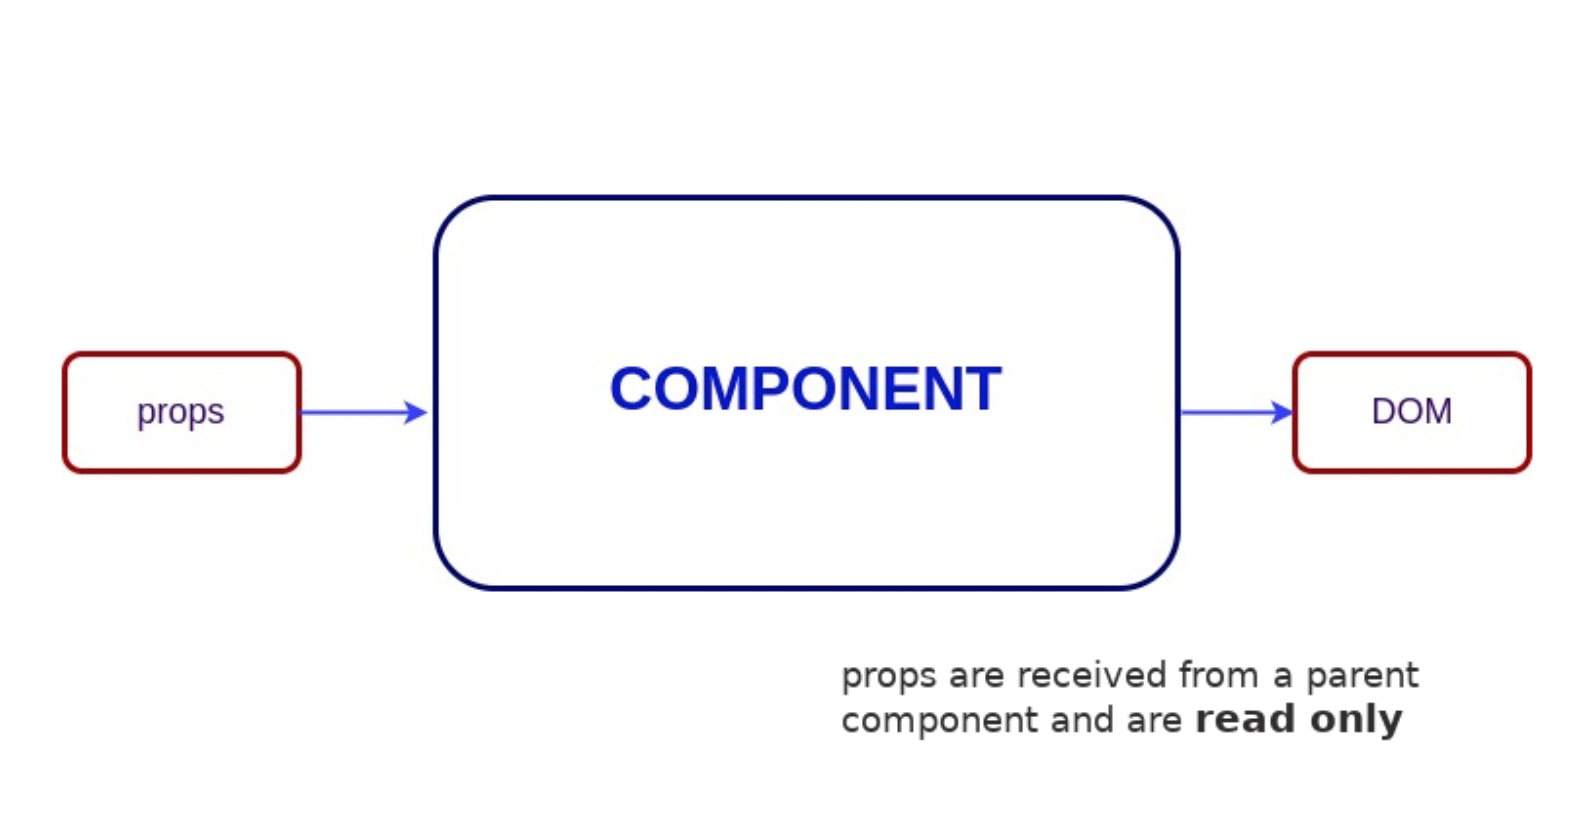 props
COMPONENT
DOM
props are received from a parent
component and are read only